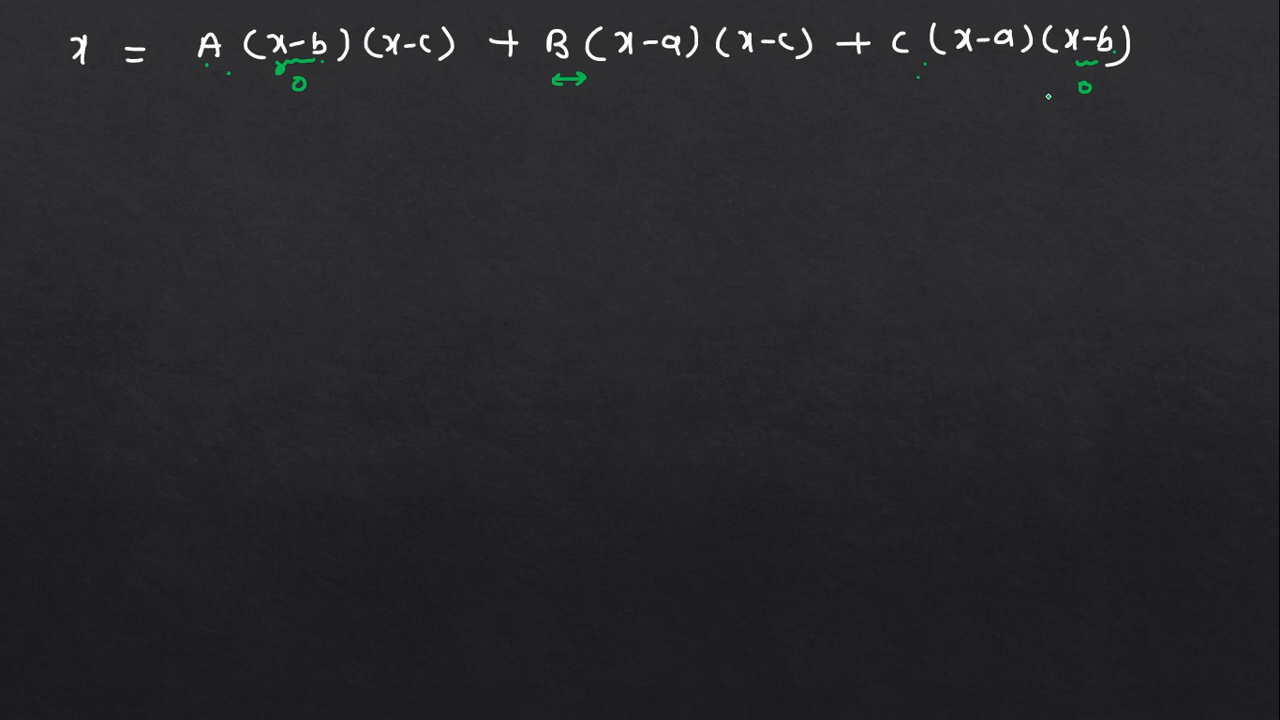 x = A (x-b)(x-c) + B(x-a)(x-c) + C(x-a)(x-b)
0 0